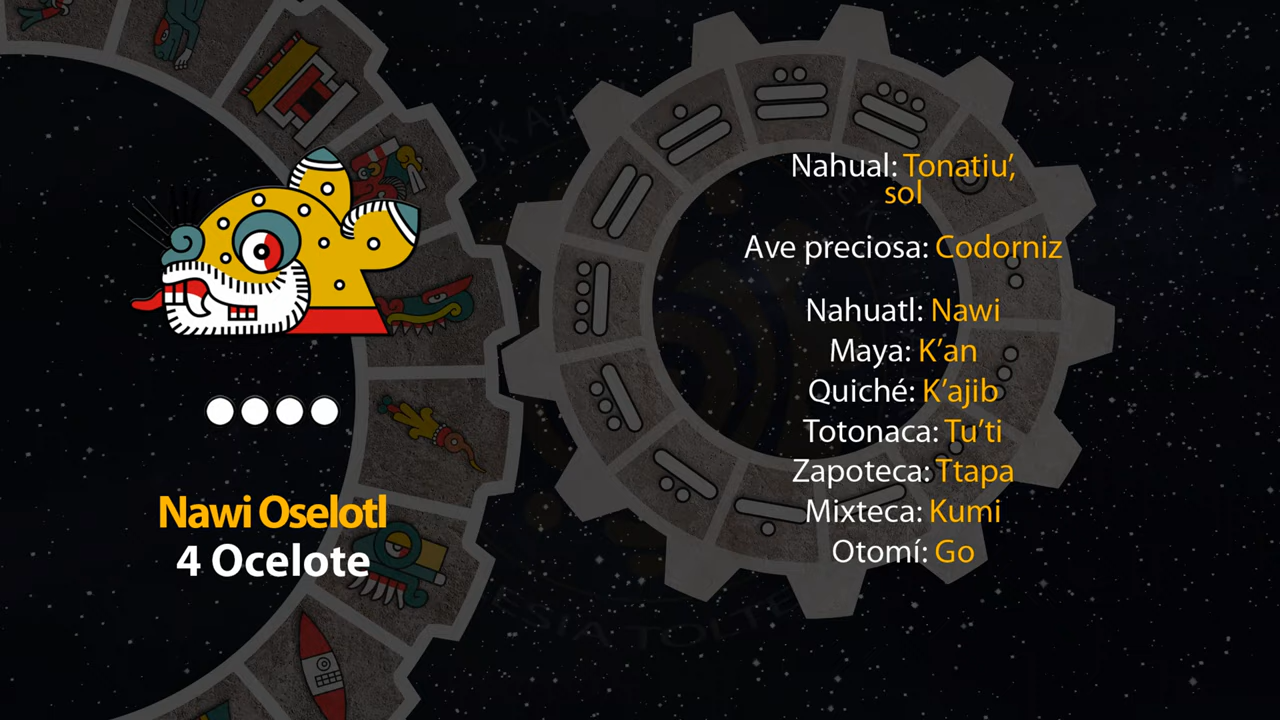 Nawi Oselotl
4 Ocelote
Nahual: Tonatiu',
sol
Ave preciosa: Codorniz
Nahuatl: Nawi
Maya: K'an
Quiché: K'ajib
Totonaca: Tu'ti
Zapoteca: Ttapa
Mixteca: Kumi
Otomí: Go